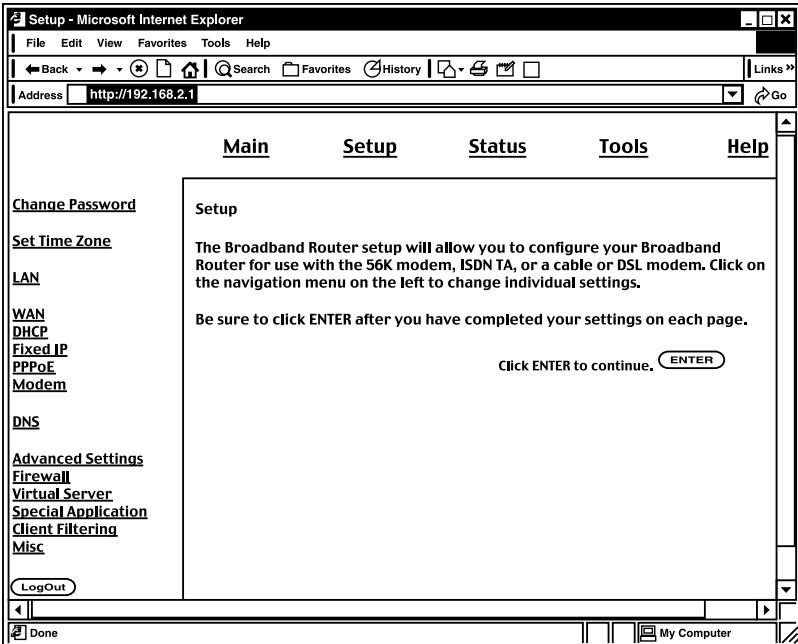 Setup - Microsoft Internet Explorer
File Edit View Favorites Tools Help
Back Search Favorites History Links »
Address http://192.168.2.1 Go
Main Setup Status Tools Help
Change Password
Set Time Zone
LAN
WAN
DHCP
Fixed IP
PPPoE
Modem
DNS
Advanced Settings
Firewall
Virtual Server
Special Application
Client Filtering
Misc
LogOut
Setup
The Broadband Router setup will allow you to configure your Broadband
Router for use with the 56K modem, ISDN TA, or a cable or DSL modem. Click on
the navigation menu on the left to change individual settings.
Be sure to click ENTER after you have completed your settings on each page.
Click ENTER to continue. ENTER
Done My Computer